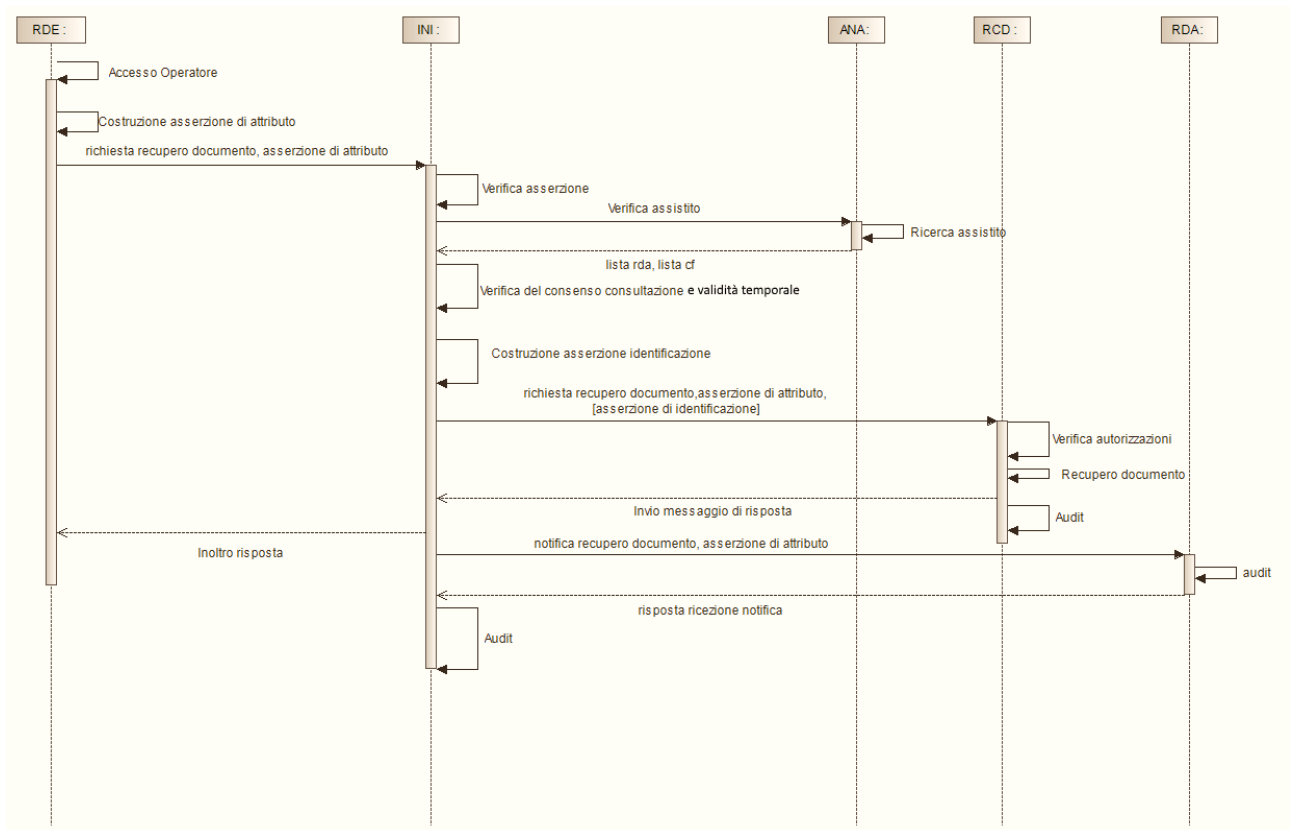 RDE :
INI :
ANA:
RCD :
RDA:
Accesso Operatore
Costruzione asserzione di attributo
richiesta recupero documento, asserzione di attributo
Verifica asserzione
Verifica assistito
Ricerca assistito
lista rda, lista cf
Verifica del consenso consultazione e validità temporale
Costruzione asserzione identificazione
richiesta recupero documento,asserzione di attributo,
[asserzione di identificazione]
Verifica autorizzazioni
Recupero documento
Invio messaggio di risposta
Audit
Inoltro risposta
notifica recupero documento, asserzione di attributo
audit
risposta ricezione notifica
Audit